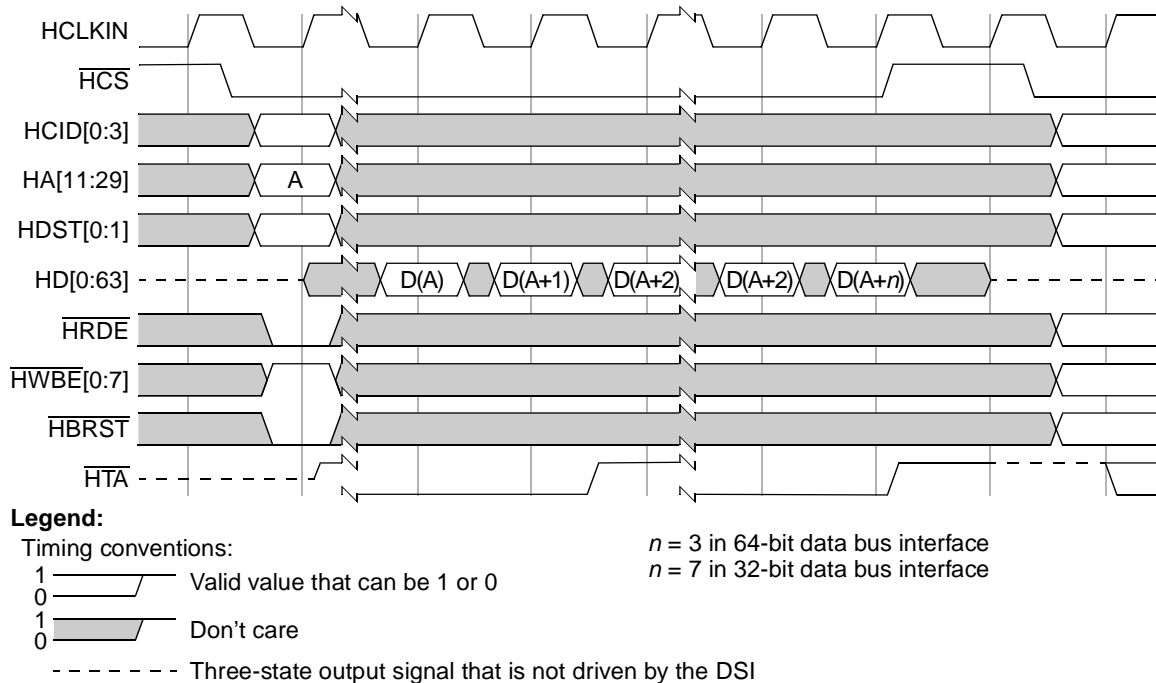 HCLKIN
HCS
HCID[0:3]
HA[11:29]
A
HDST[0:1]
HD[0:63]
D(A)
D(A+1)
D(A+2)
D(A+2)
D(A+n)
HRDE
HWBE[0:7]
HBRST
HTA
Legend:
Timing conventions:
n = 3 in 64-bit data bus interface
n = 7 in 32-bit data bus interface
1
0
Valid value that can be 1 or 0
1
0
Don't care
Three-state output signal that is not driven by the DSI